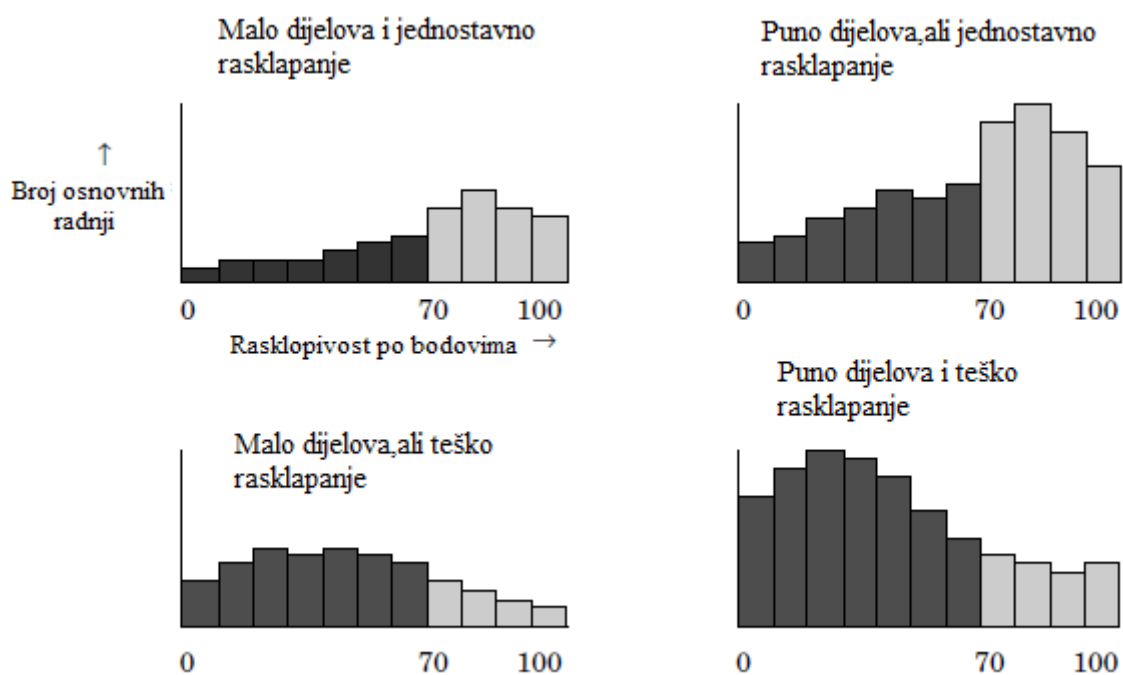 Malo dijelova i jednostavno
rasklapanje
Puno dijelova,ali jednostavno
rasklapanje
↑
Broj osnovnih
radnji
0 70 100
0 70 100
Rasklopivost po bodovima →
Puno dijelova i teško
rasklapanje
Malo dijelova,ali teško
rasklapanje
0 70 100
0 70 100